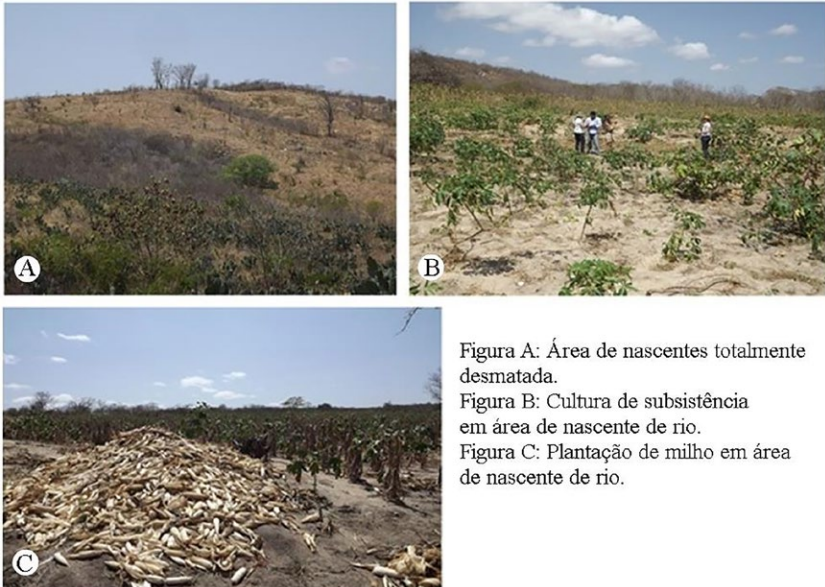 A
B
C
Figura A: Área de nascentes totalmente
desmatada.
Figura B: Cultura de subsistência
em área de nascente de rio.
Figura C: Plantação de milho em área
de nascente de rio.